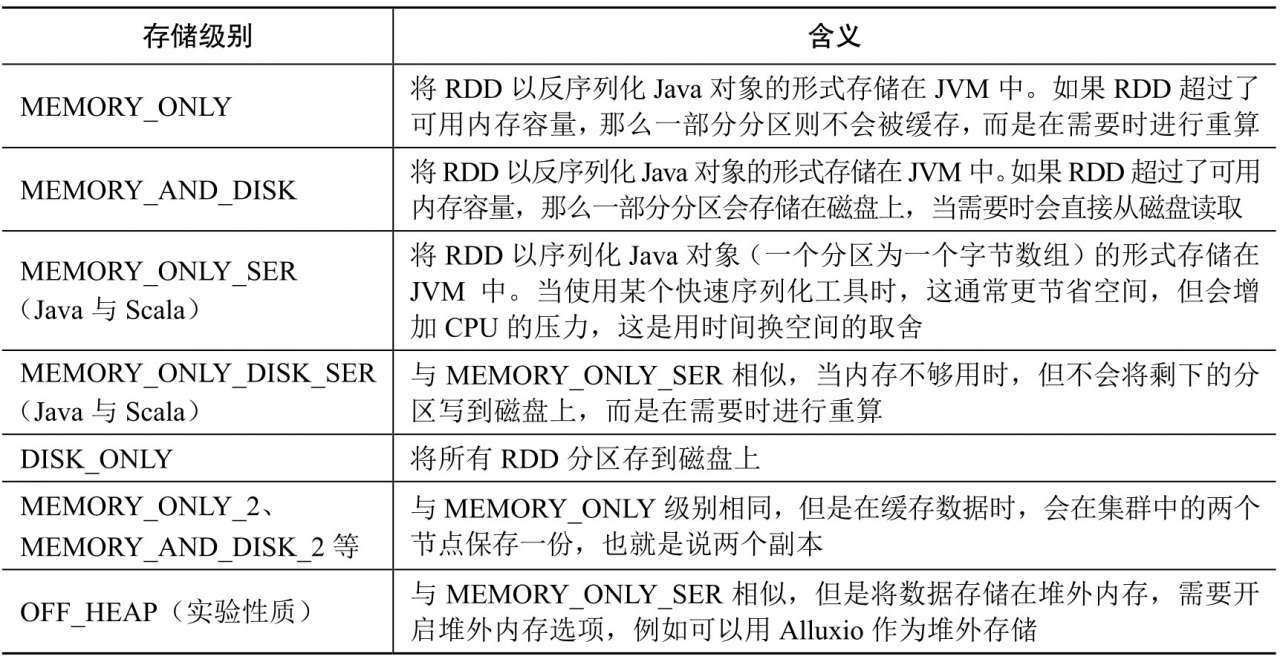 存储级别
含义
MEMORY_ONLY
将 RDD 以反序列化 Java 对象的形式存储在 JVM 中。如果 RDD 超过了
可用内存容量，那么一部分分区则不会被缓存，而是在需要时进行重算
MEMORY_AND_DISK
将 RDD 以反序列化 Java 对象的形式存储在 JVM 中。如果 RDD 超过了可用
内存容量，那么一部分分区会存储在磁盘上，当需要时会直接从磁盘读取
MEMORY_ONLY_SER
（Java 与 Scala）
将 RDD 以序列化 Java 对象（一个分区为一个字节数组）的形式存储在
JVM 中。当使用某个快速序列化工具时，这通常更节省空间，但会增
加 CPU 的压力，这是用时间换空间的取舍
MEMORY_ONLY_DISK_SER
（Java 与 Scala）
与 MEMORY_ONLY_SER 相似，当内存不够用时，但不会将剩下的分
区写到磁盘上，而是在需要时进行重算
DISK_ONLY
将所有 RDD 分区存到磁盘上
MEMORY_ONLY_2、
MEMORY_AND_DISK_2 等
与 MEMORY_ONLY 级别相同，但是在缓存数据时，会在集群中的两个
节点保存一份，也就是说两个副本
OFF_HEAP（实验性质）
与 MEMORY_ONLY_SER 相似，但是将数据存储在堆外内存，需要开
启堆外内存选项，例如可以用 Alluxio 作为堆外存储